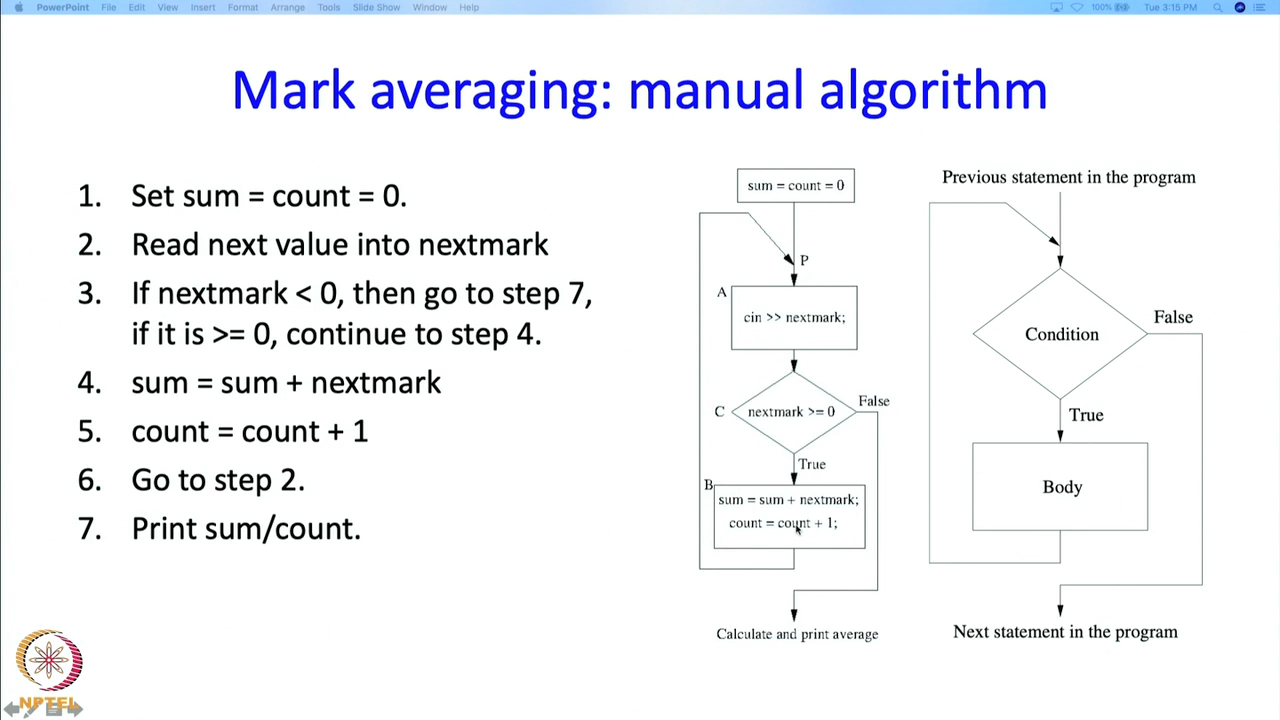 PowerPoint File Edit View Insert Format Arrange Tools Slide Show Window Help 100% Tue 3:15 PM
Mark averaging: manual algorithm
1. Set sum = count = 0.
2. Read next value into nextmark
3. If nextmark < 0, then go to step 7,
if it is >= 0, continue to step 4.
4. sum = sum + nextmark
5. count = count + 1
6. Go to step 2.
7. Print sum/count.
sum = count = 0
P
A
cin >> nextmark;
C
nextmark >= 0
False
True
B
sum = sum + nextmark;
count = count + 1;
Calculate and print average
Previous statement in the program
Condition
False
True
Body
Next statement in the program
NPTEL